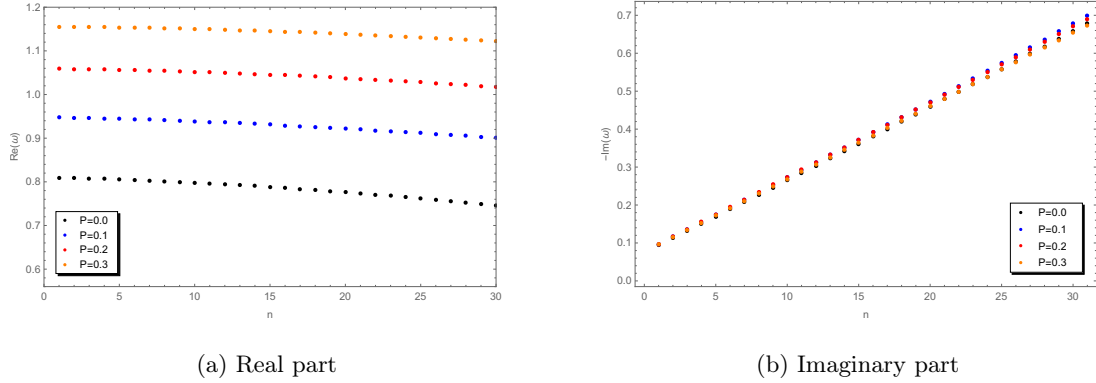 1.2
1.1
1.0
0.9
0.8
0.7
0.6
Re(ω)
P=0.0
P=0.1
P=0.2
P=0.3
0 5 10 15 20 25 30
n
(a) Real part
0.7
0.6
0.5
0.4
0.3
0.2
0.1
0.0
-Im(ω)
P=0.0
P=0.1
P=0.2
P=0.3
0 5 10 15 20 25 30
n
(b) Imaginary part